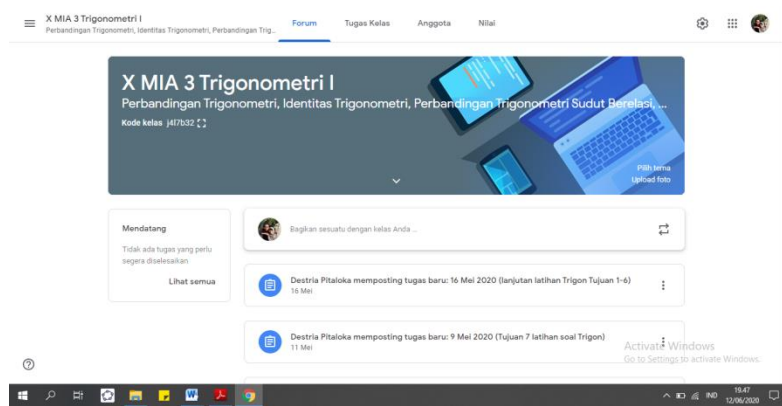 X MIA 3 Trigonometri I
Perbandingan Trigonometri, Identitas Trigonometri, Perbandingan Trig...
Forum
Tugas Kelas
Anggota
Nilai
X MIA 3 Trigonometri I
Perbandingan Trigonometri, Identitas Trigonometri, Perbandingan Trigonometri Sudut Berelasi, ...
Kode kelas j4l7b32
Pilih tema
Upload foto
Mendatang
Tidak ada tugas yang perlu
segera diselesaikan
Lihat semua
Bagikan sesuatu dengan kelas Anda ...
Destria Pitaloka memposting tugas baru: 16 Mei 2020 (lanjutan latihan Trigon Tujuan 1-6)
16 Mei
Destria Pitaloka memposting tugas baru: 9 Mei 2020 (Tujuan 7 latihan soal Trigon)
11 Mei
Activate Windows
Go to Settings to activate Windows.
IND
19.47
12/06/2020